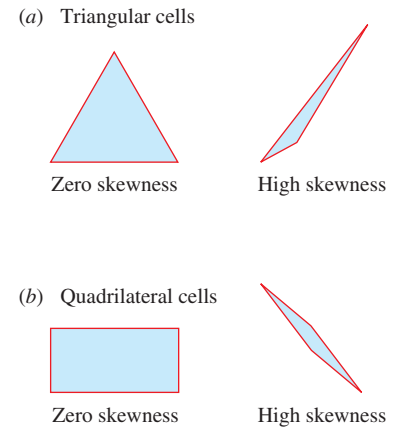 (a) Triangular cells
Zero skewness High skewness
(b) Quadrilateral cells
Zero skewness High skewness